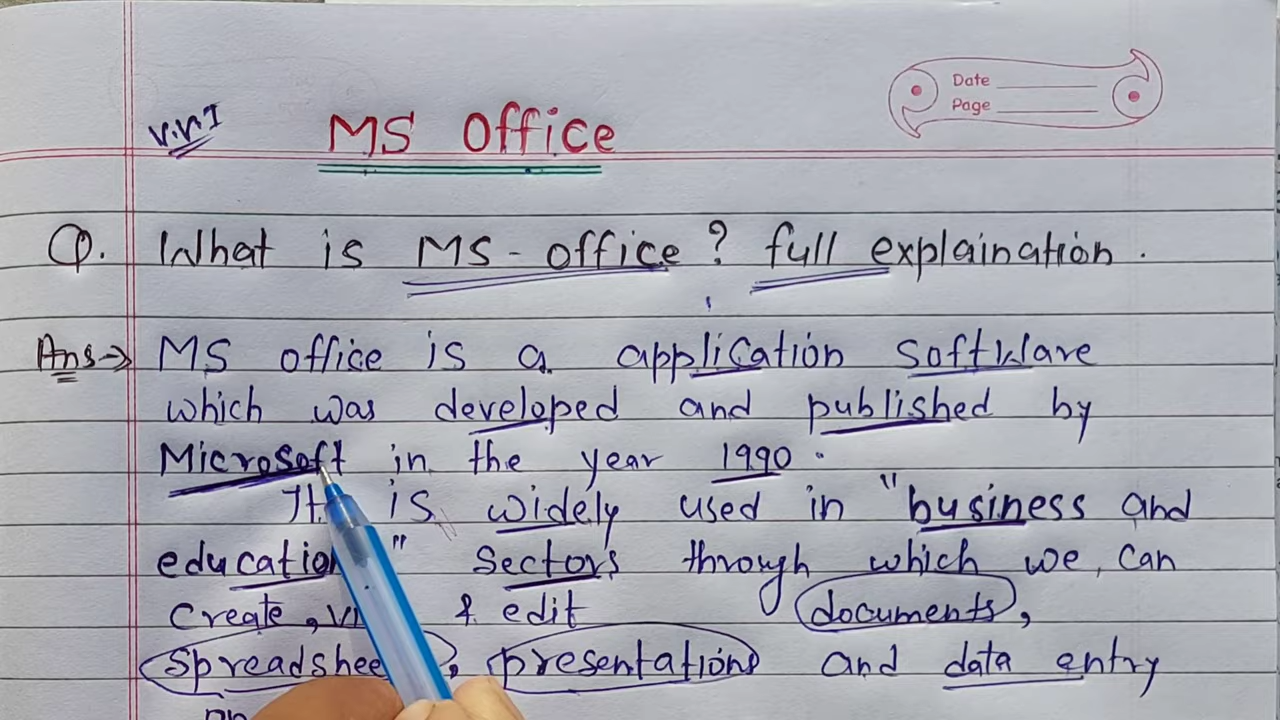 Date
Page
V.V.I
MS Office
Q. What is MS-office? full explaination.
Ans→ MS office is a application software
which was developed and published by
Microsoft in the year 1990.
It is widely used in "business and
education" sectors through which we can
create, & edit documents,
presentations and data entry